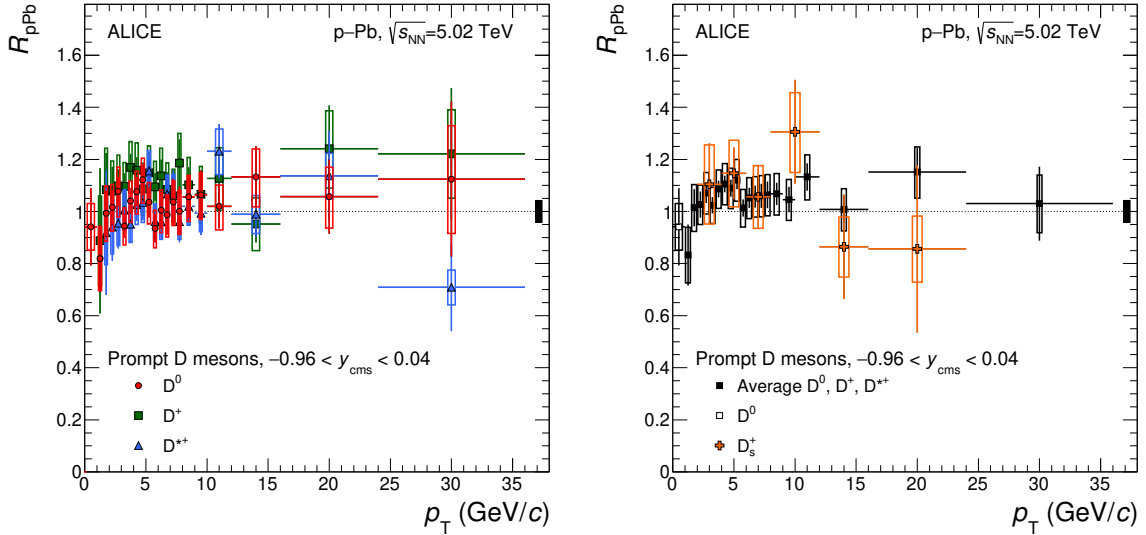 ALICE
p–Pb, √s_NN=5.02 TeV
R_pPb
1.6
1.4
1.2
1
0.8
0.6
0.4
0.2
0
Prompt D mesons, −0.96 < y_cms < 0.04
D^0
D^+
D^*+
0 5 10 15 20 25 30 35
p_T (GeV/c)
ALICE
p–Pb, √s_NN=5.02 TeV
R_pPb
1.6
1.4
1.2
1
0.8
0.6
0.4
0.2
0
Prompt D mesons, −0.96 < y_cms < 0.04
Average D^0, D^+, D^*+
D^0
D_s^+
0 5 10 15 20 25 30 35
p_T (GeV/c)